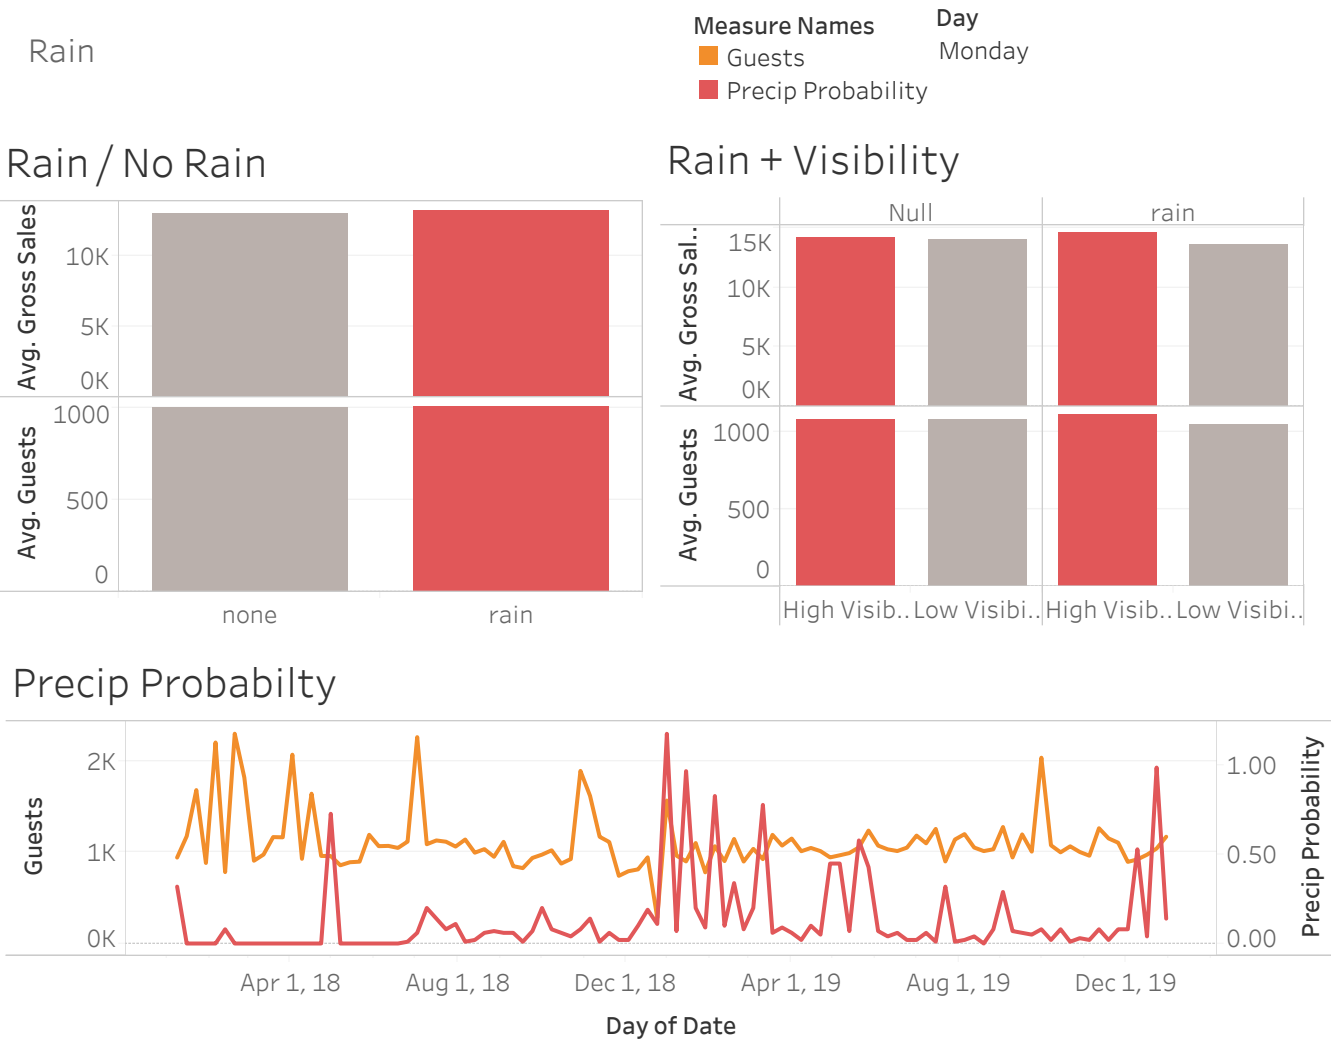 Rain
Measure Names
Guests
Precip Probability
Day
Monday
Rain / No Rain
Avg. Gross Sales
10K
5K
0K
Avg. Guests
1000
500
0
none
rain
Rain + Visibility
Null
rain
Avg. Gross Sal..
15K
10K
5K
0K
Avg. Guests
1000
500
0
High Visib..
Low Visibi..
High Visib..
Low Visibi..
Precip Probabilty
Guests
2K
1K
0K
1.00
0.50
0.00
Precip Probability
Apr 1, 18
Aug 1, 18
Dec 1, 18
Apr 1, 19
Aug 1, 19
Dec 1, 19
Day of Date